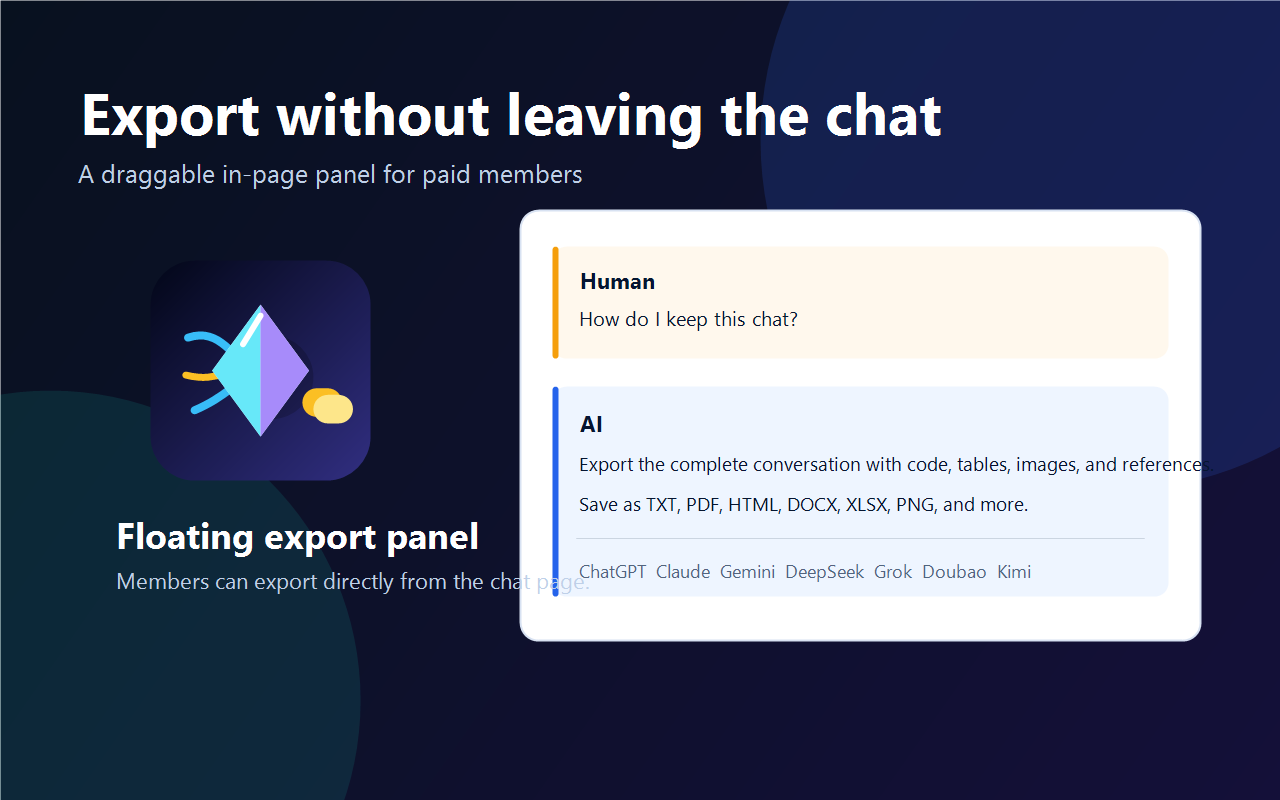 Export without leaving the chat
A draggable in-page panel for paid members
Floating export panel
Members can export directly from the chat page.
Human
How do I keep this chat?
AI
Export the complete conversation with code, tables, images, and references.
Save as TXT, PDF, HTML, DOCX, XLSX, PNG, and more.
ChatGPT Claude Gemini DeepSeek Grok Doubao Kimi